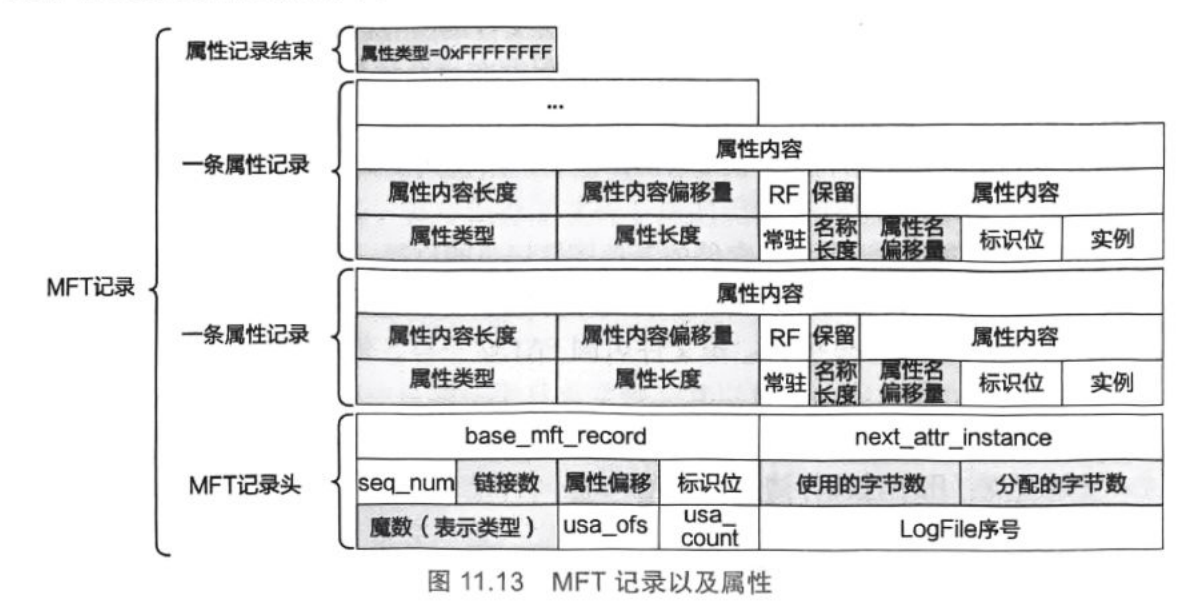 属性记录结束
属性类型=0xFFFFFFFF
...
属性内容
一条属性记录
属性内容长度 属性内容偏移量 RF 保留 属性内容
属性类型 属性长度 常驻 名称长度 属性名偏移量 标识位 实例
MFT记录
属性内容
一条属性记录
属性内容长度 属性内容偏移量 RF 保留 属性内容
属性类型 属性长度 常驻 名称长度 属性名偏移量 标识位 实例
base_mft_record next_attr_instance
MFT记录头
seq_num 链接数 属性偏移 标识位 使用的字节数 分配的字节数
魔数（表示类型） usa_ofs usa_count LogFile序号
图 11.13 MFT 记录以及属性